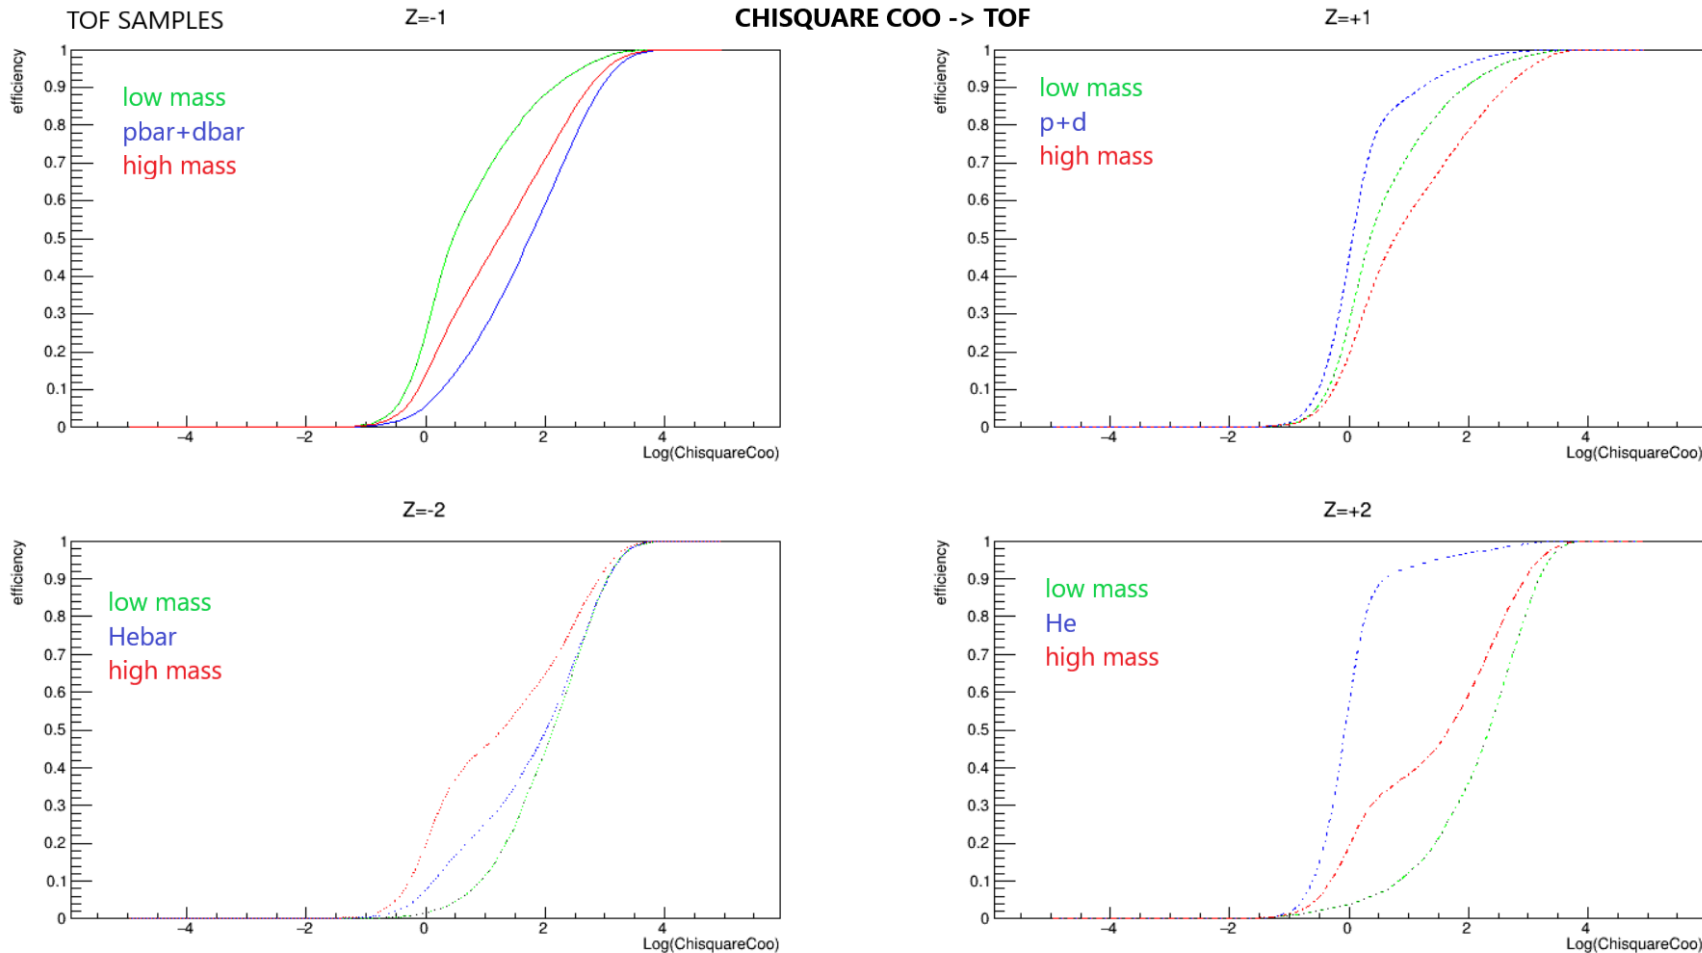 TOF SAMPLES
CHISQUARE COO -> TOF
Z=-1
efficiency
1
0.9
0.8
0.7
0.6
0.5
0.4
0.3
0.2
0.1
0
low mass
pbar+dbar
high mass
−4
−2
0
2
4
Log(ChisquareCoo)
Z=+1
efficiency
1
0.9
0.8
0.7
0.6
0.5
0.4
0.3
0.2
0.1
0
low mass
p+d
high mass
−4
−2
0
2
4
Log(ChisquareCoo)
Z=-2
efficiency
1
0.9
0.8
0.7
0.6
0.5
0.4
0.3
0.2
0.1
0
low mass
Hebar
high mass
−4
−2
0
2
4
Log(ChisquareCoo)
Z=+2
efficiency
1
0.9
0.8
0.7
0.6
0.5
0.4
0.3
0.2
0.1
0
low mass
He
high mass
−4
−2
0
2
4
Log(ChisquareCoo)